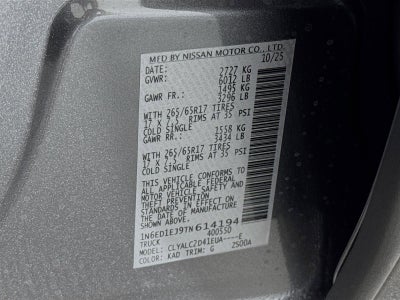 MFD BY NISSAN MOTOR CO., LTD.
10/25
DATE:
GVWR: 2727 KG
6012 LB
GAWR FR.: 1495 KG
3296 LB
WITH 265/65R17 TIRES
17 X 7.5 RIMS AT 35 PSI
COLD SINGLE
GAWR RR.: 1558 KG
3434 LB
WITH 265/65R17 TIRES
17 X 7.5 RIMS AT 35 PSI
COLD SINGLE
THIS VEHICLE CONFORMS TO
ALL APPLICABLE FEDERAL
MOTOR VEHICLE SAFETY AND
THEFT PREVENTION STANDARDS
IN EFFECT ON THE DATE
OF MANUFACTURE SHOWN ABOVE.
1N6ED1EJ9TN614194
TRUCK 40055D
MODEL: CLYALC2D41EUA----E
COLOR: KAD TRIM: G 2500A